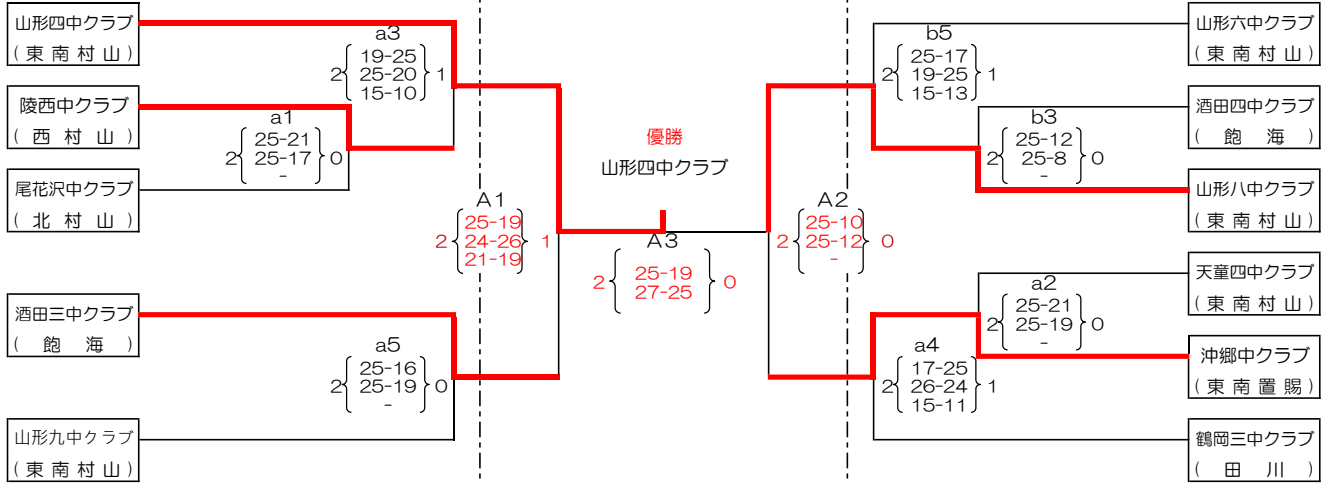 山形四中クラブ
(東南村山)
陵西中クラブ
(西村山)
尾花沢中クラブ
(北村山)
酒田三中クラブ
(飽海)
山形九中クラブ
(東南村山)
a3
19-25
2 25-20 1
15-10
a1
25-21
2 25-17 0
-
a5
25-16
2 25-19 0
-
A1
25-19
2 24-26 1
21-19
優勝
山形四中クラブ
A3
25-19
2 0
27-25
A2
25-10
2 25-12 0
-
b5
25-17
2 19-25 1
15-13
b3
25-12
2 25-8 0
-
a2
25-21
2 25-19 0
-
a4
17-25
2 26-24 1
15-11
山形六中クラブ
(東南村山)
酒田四中クラブ
(飽海)
山形八中クラブ
(東南村山)
天童四中クラブ
(東南村山)
沖郷中クラブ
(東南置賜)
鶴岡三中クラブ
(田川)